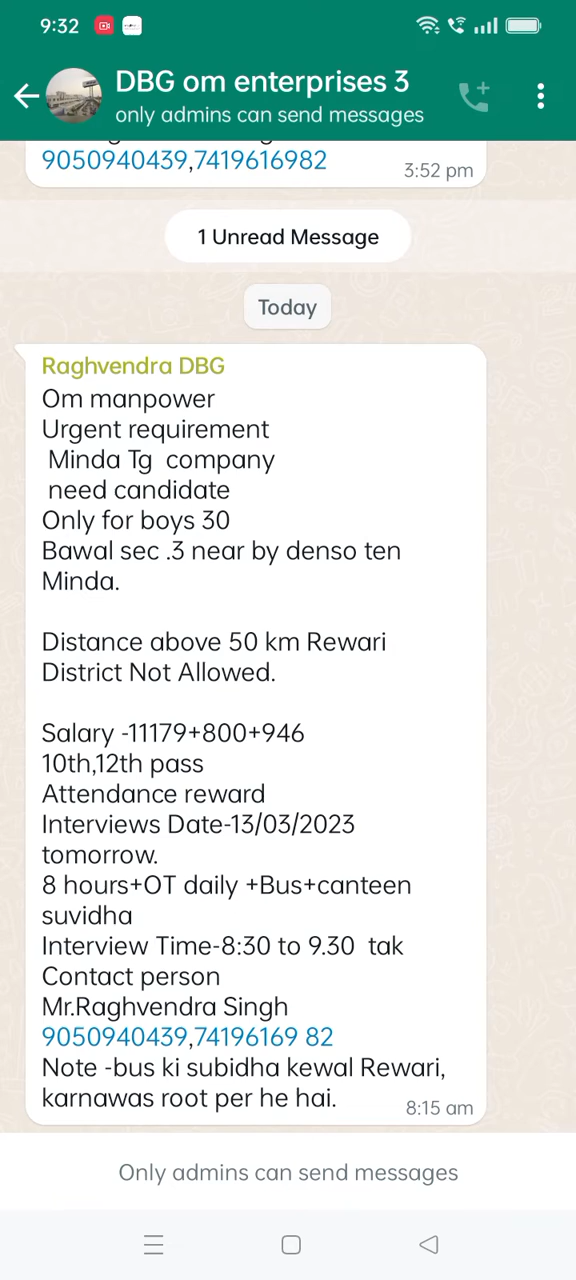 9:32
DBG om enterprises 3
only admins can send messages
9050940439,7419616982
3:52 pm
1 Unread Message
Today
Raghvendra DBG
Om manpower
Urgent requirement
Minda Tg company
need candidate
Only for boys 30
Bawal sec .3 near by denso ten
Minda.
Distance above 50 km Rewari
District Not Allowed.
Salary -11179+800+946
10th,12th pass
Attendance reward
Interviews Date-13/03/2023
tomorrow.
8 hours+OT daily +Bus+canteen
suvidha
Interview Time-8:30 to 9.30 tak
Contact person
Mr.Raghvendra Singh
9050940439,74196169 82
Note -bus ki subidha kewal Rewari,
karnawas root per he hai.
8:15 am
Only admins can send messages